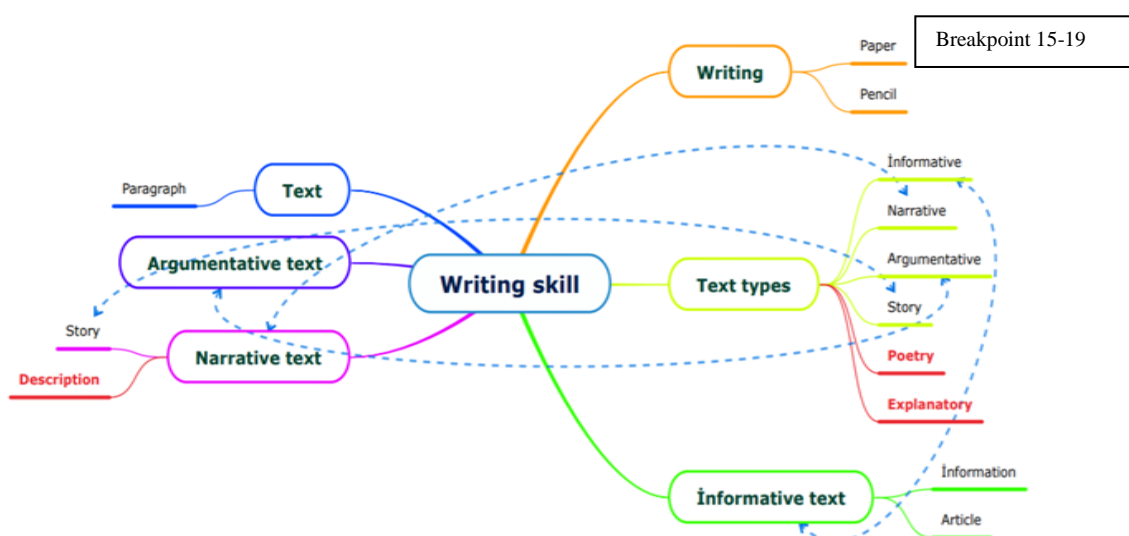 Breakpoint 15-19
Writing
Paper
Pencil
Text
Paragraph
Argumentative text
Writing skill
Text types
İnformative
Narrative
Argumentative
Story
Poetry
Explanatory
Narrative text
Story
Description
İnformative text
İnformation
Article